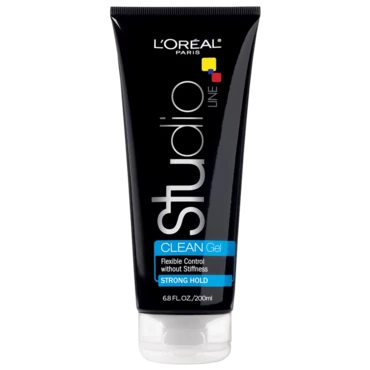 L'ORÉAL
PARIS
studio
LINE
CLEAN Gel
Flexible Control
without Stiffness
STRONG HOLD
6.8 FL.OZ./200ml